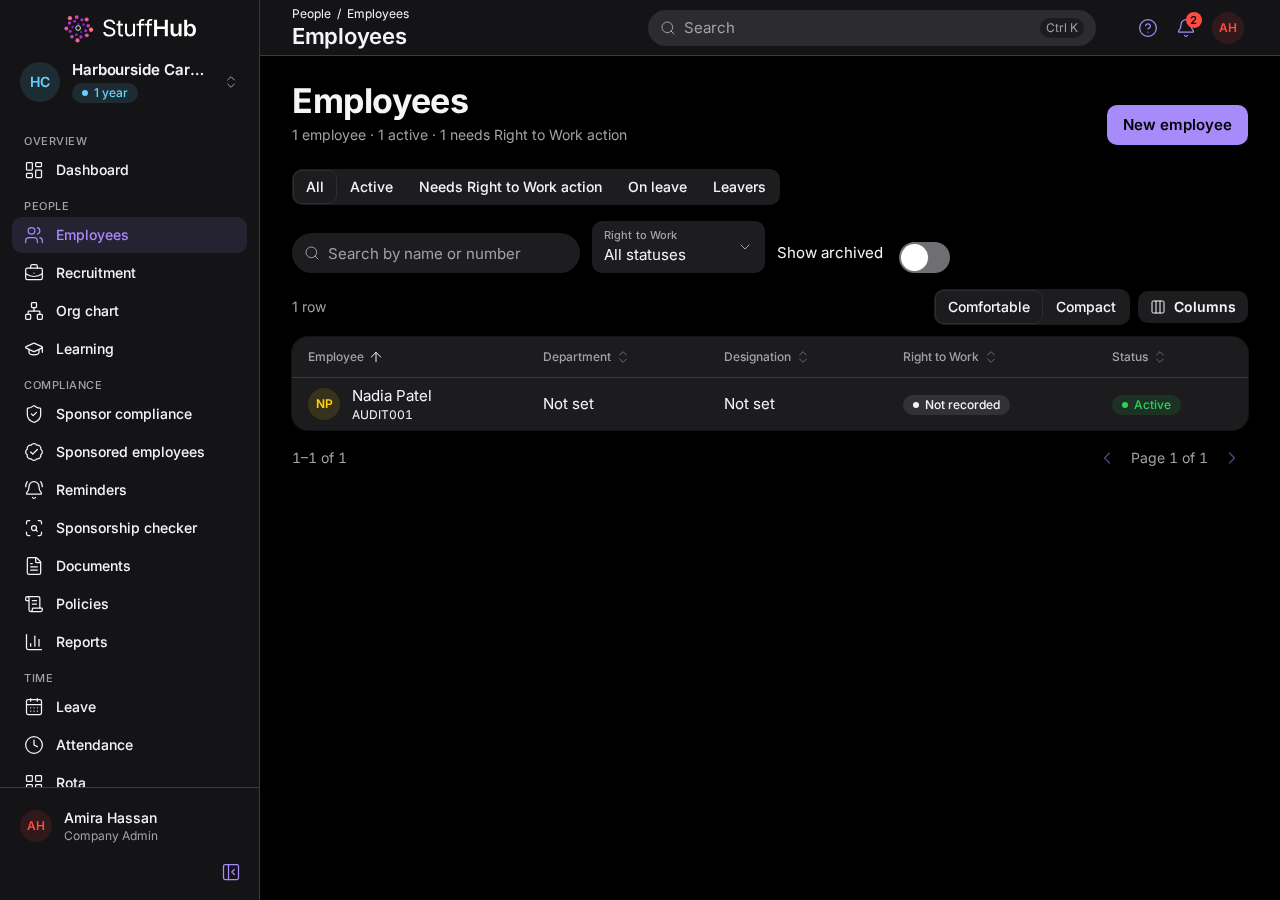 StuffHub
Harbourside Car...
HC
1 year
OVERVIEW
Dashboard
PEOPLE
Employees
Recruitment
Org chart
Learning
COMPLIANCE
Sponsor compliance
Sponsored employees
Reminders
Sponsorship checker
Documents
Policies
Reports
TIME
Leave
Attendance
Rota
AH
Amira Hassan
Company Admin
People / Employees
Employees
Search
Ctrl K
2
AH
Employees
1 employee · 1 active · 1 needs Right to Work action
New employee
All Active Needs Right to Work action On leave Leavers
Search by name or number
Right to Work
All statuses
Show archived
1 row
Comfortable Compact
Columns
Employee Department Designation Right to Work Status
NP
Nadia Patel
AUDIT001
Not set
Not set
Not recorded
Active
1–1 of 1
Page 1 of 1